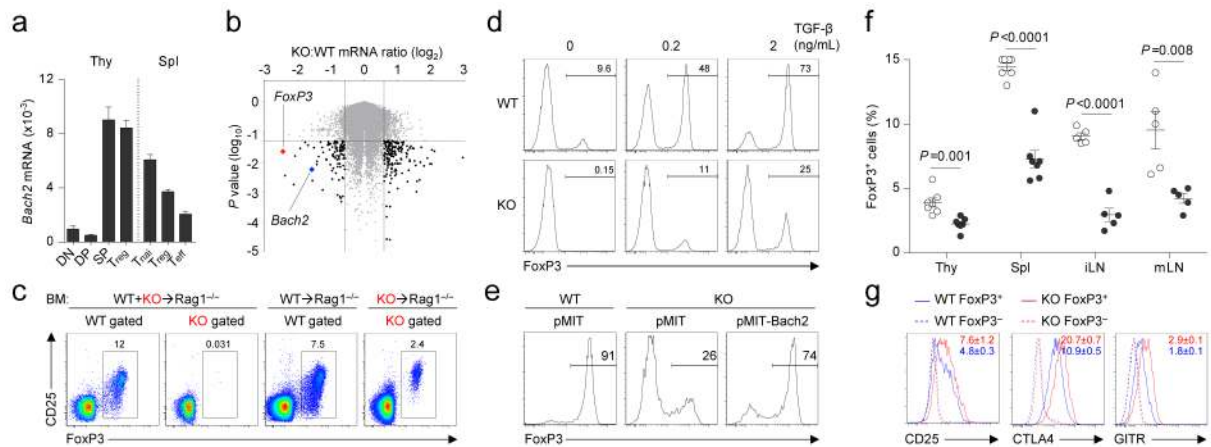 a
Thy Spl
Bach2 mRNA (x10-3)
12
9
6
3
0
DN DP SP Treg Tnai Treg Teff
b
KO:WT mRNA ratio (log2)
-3 -2 -1 0 1 2 3
FoxP3
Bach2
P value (log10)
0
-1
-2
-3
-4
-5
c
BM: WT+KO→Rag1–/– WT→Rag1–/– KO→Rag1–/–
WT gated KO gated WT gated KO gated
12 0.031 7.5 2.4
CD25
FoxP3
d
TGF-β
(ng/mL)
0 0.2 2
WT
9.6 48 73
KO
0.15 11 25
FoxP3
e
WT KO
pMIT pMIT pMIT-Bach2
91 26 74
FoxP3
f
P<0.0001
P=0.008
P<0.0001
P=0.001
FoxP3+ cells (%)
15
10
5
0
Thy Spl iLN mLN
g
WT FoxP3+ KO FoxP3+
WT FoxP3– KO FoxP3–
7.6±1.2 20.7±0.7 2.9±0.1
4.8±0.3 10.9±0.5 1.8±0.1
CD25 CTLA4 GITR